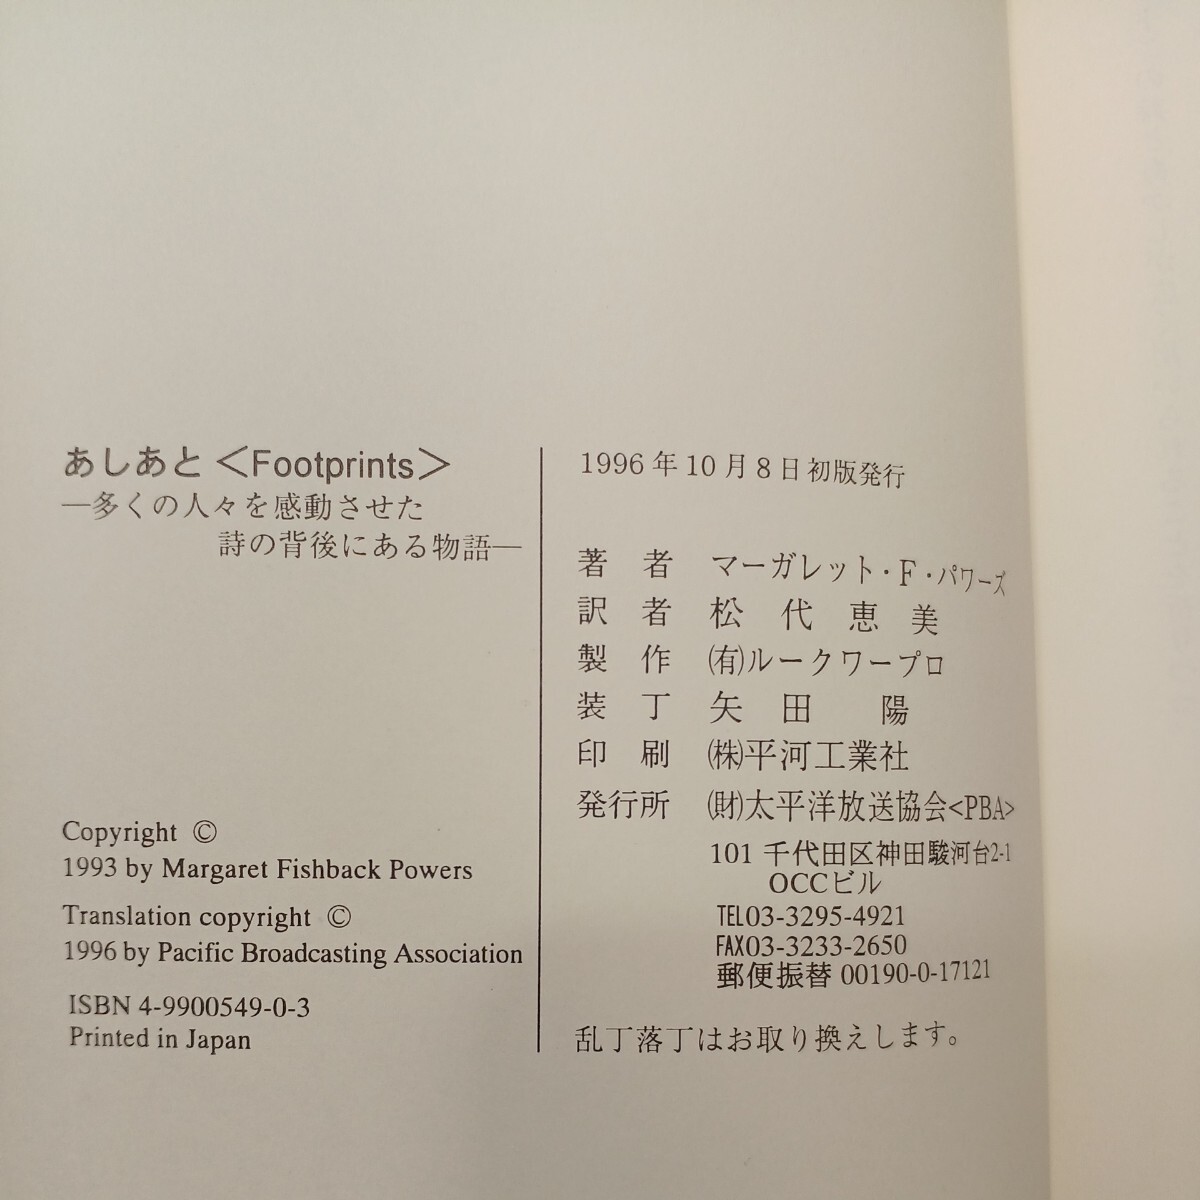 あしあと＜Footprints＞
―多くの人々を感動させた
詩の背後にある物語―
Copyright ©
1993 by Margaret Fishback Powers
Translation copyright ©
1996 by Pacific Broadcasting Association
ISBN 4-9900549-0-3
Printed in Japan
1996年10月8日初版発行
著者 マーガレット・F・パワーズ
訳者 松代恵美
製作 ㈲ルークワープロ
装丁 矢田 陽
印刷 ㈱平河工業社
発行所 ㈶太平洋放送協会<PBA>
101 千代田区神田駿河台2-1
OCCビル
TEL03-3295-4921
FAX03-3233-2650
郵便振替 00190-0-17121
乱丁落丁はお取り換えします。